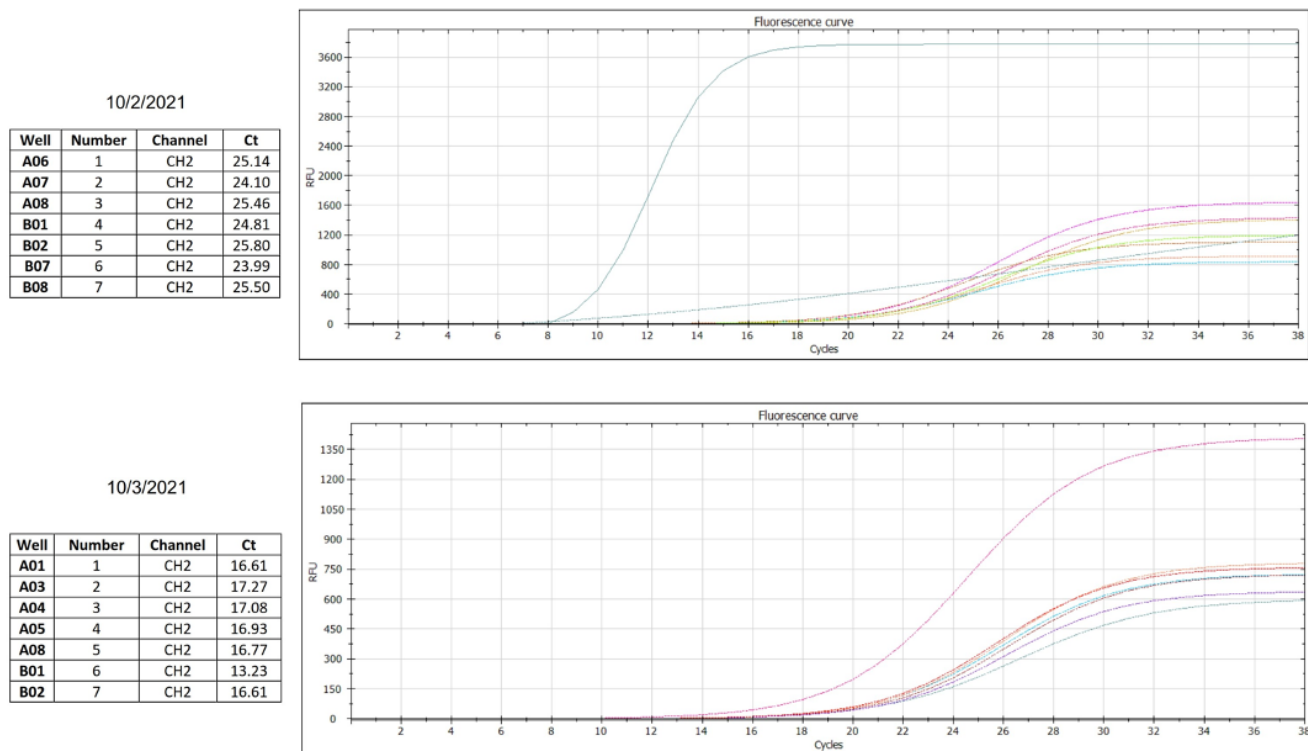 Fluorescence curve
10/2/2021
Well Number Channel Ct
A06 1 CH2 25.14
A07 2 CH2 24.10
A08 3 CH2 25.46
B01 4 CH2 24.81
B02 5 CH2 25.80
B07 6 CH2 23.99
B08 7 CH2 25.50
RFU
3600
3200
2800
2400
2000
1600
1200
800
400
0
2 4 6 8 10 12 14 16 18 20 22 24 26 28 30 32 34 36 38
Cycles
Fluorescence curve
10/3/2021
Well Number Channel Ct
A01 1 CH2 16.61
A03 2 CH2 17.27
A04 3 CH2 17.08
A05 4 CH2 16.93
A08 5 CH2 16.77
B01 6 CH2 13.23
B02 7 CH2 16.61
RFU
1350
1200
1050
900
750
600
450
300
150
0
2 4 6 8 10 12 14 16 18 20 22 24 26 28 30 32 34 36 38
Cycles